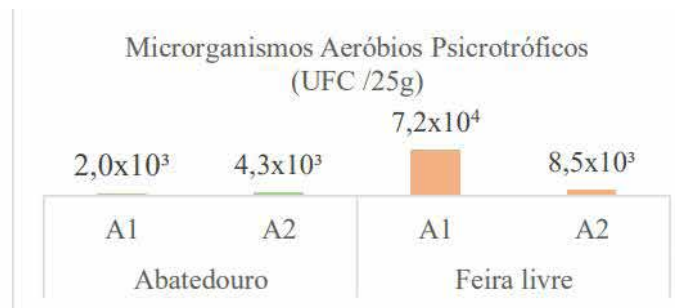 Microrganismos Aeróbios Psicrotróficos
(UFC /25g)
7,2x10⁴
2,0x10³ 4,3x10³ 8,5x10³
A1 A2 A1 A2
Abatedouro Feira livre